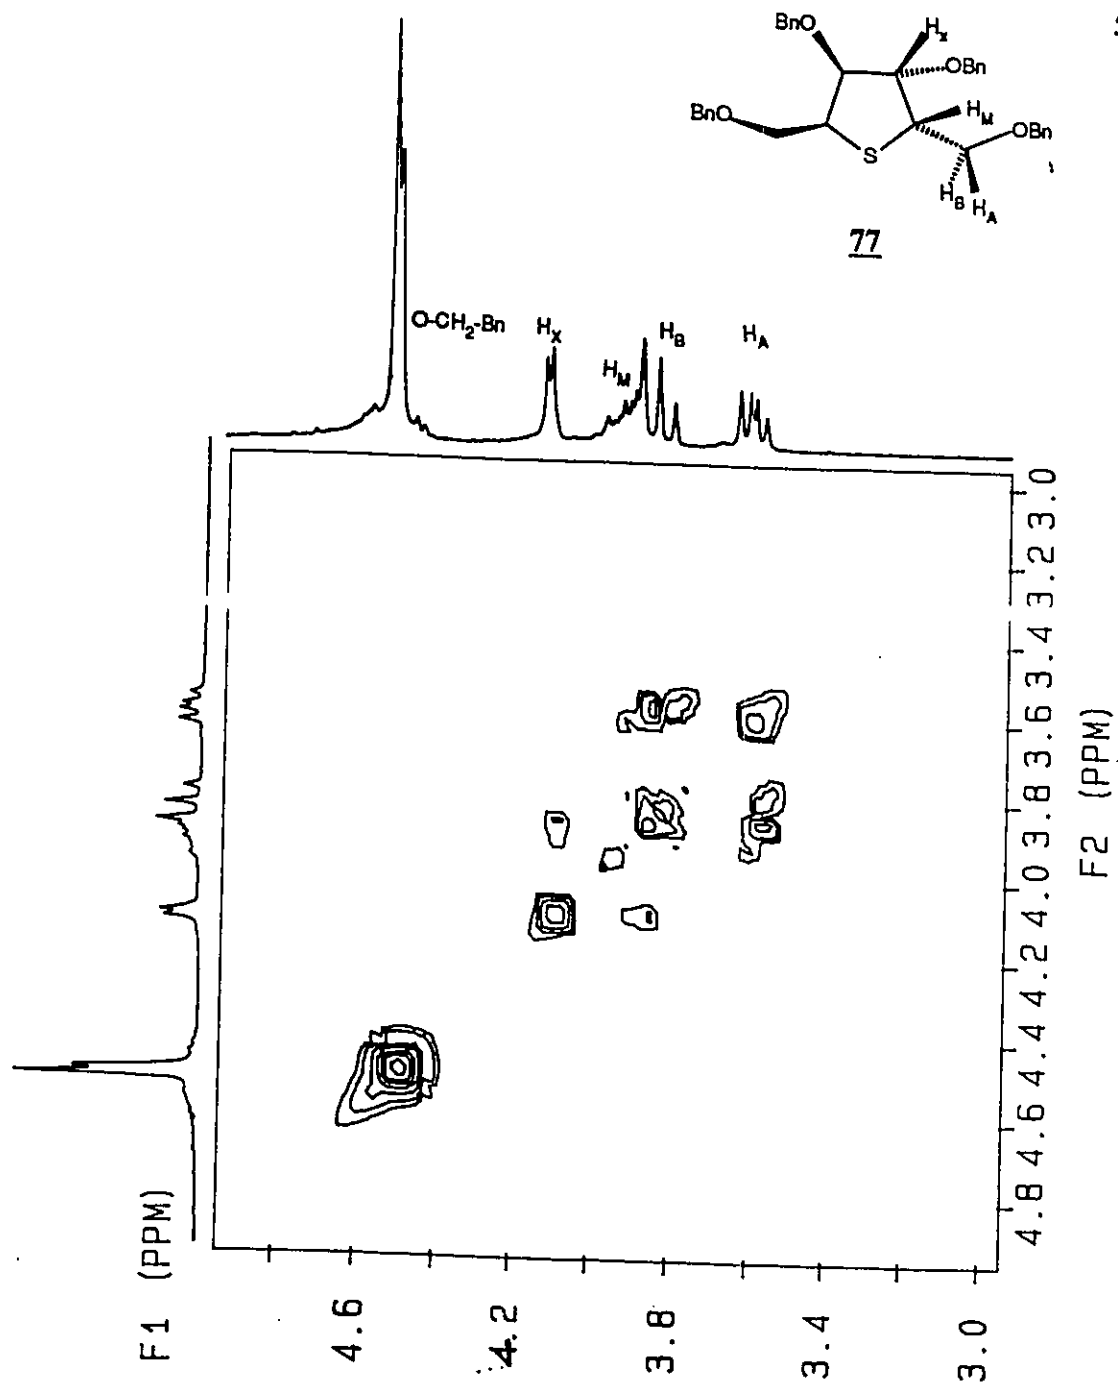 BnO
Hx
OBn
BnO
HM
OBn
S
HB
HA
77
O-CH2-Bn
HX
HM
HB
HA
F1 (PPM)
4.6
4.2
3.8
3.4
3.0
F2 (PPM)
4.8 4.6 4.4 4.2 4.0 3.8 3.6 3.4 3.2 3.0